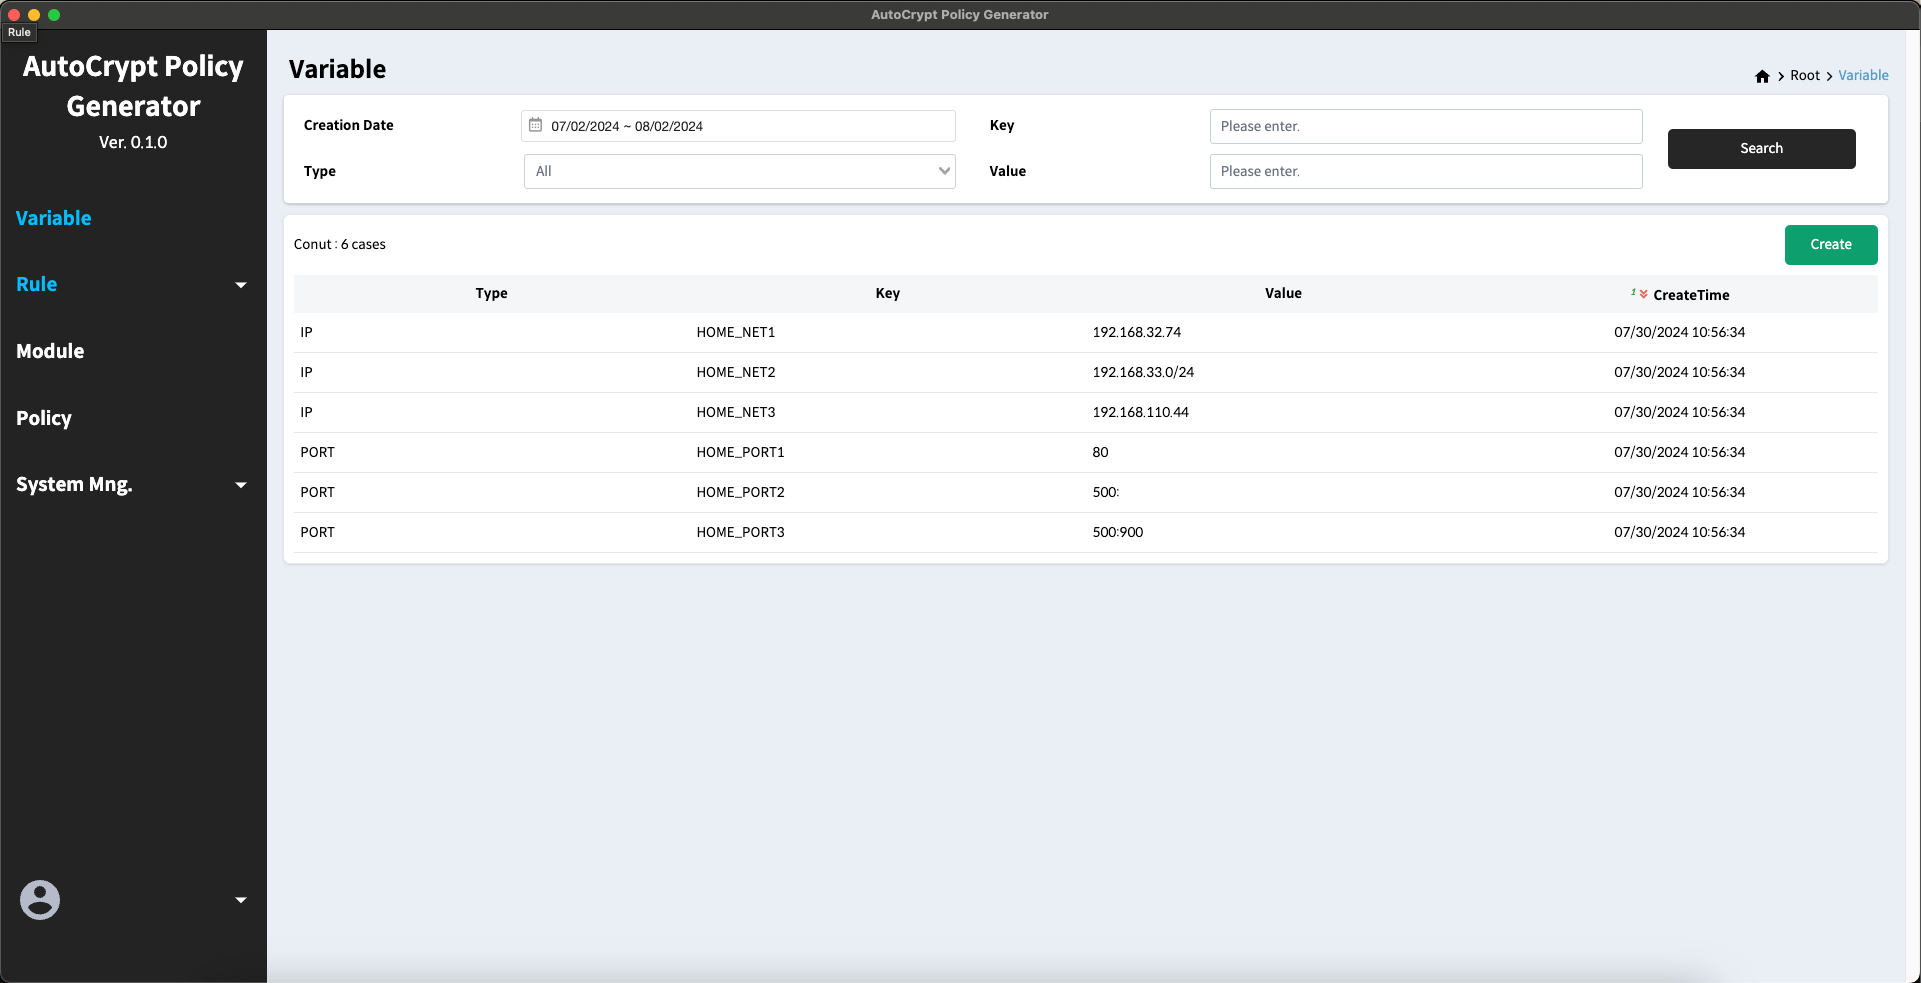 AutoCrypt Policy Generator
Rule
AutoCrypt Policy
Generator
Ver. 0.1.0
Variable
Rule
Module
Policy
System Mng.
Variable
Root > Variable
Creation Date 07/02/2024 ~ 08/02/2024 Key Please enter.
Search
Type All Value Please enter.
Conut : 6 cases
Create
Type Key Value 1 CreateTime
IP HOME_NET1 192.168.32.74 07/30/2024 10:56:34
IP HOME_NET2 192.168.33.0/24 07/30/2024 10:56:34
IP HOME_NET3 192.168.110.44 07/30/2024 10:56:34
PORT HOME_PORT1 80 07/30/2024 10:56:34
PORT HOME_PORT2 500: 07/30/2024 10:56:34
PORT HOME_PORT3 500:900 07/30/2024 10:56:34